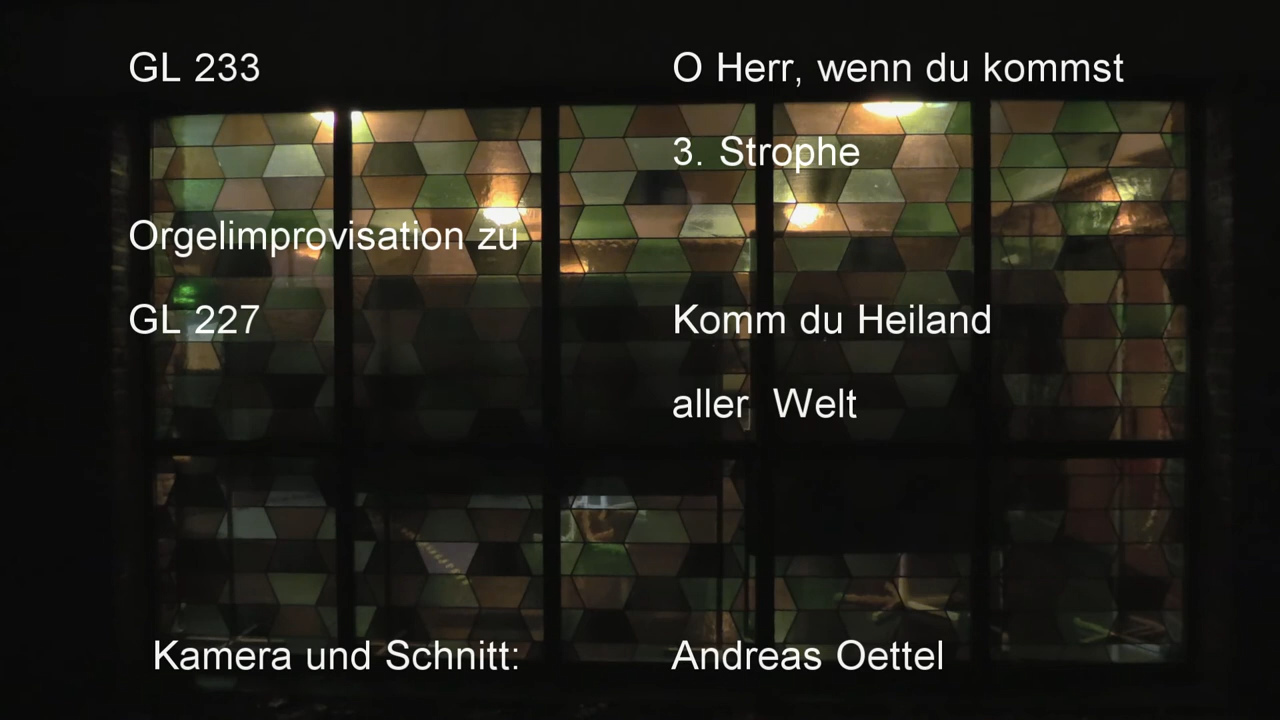 GL 233 O Herr, wenn du kommst
3. Strophe
Orgelimprovisation zu
GL 227 Komm du Heiland
aller Welt
Kamera und Schnitt: Andreas Oettel